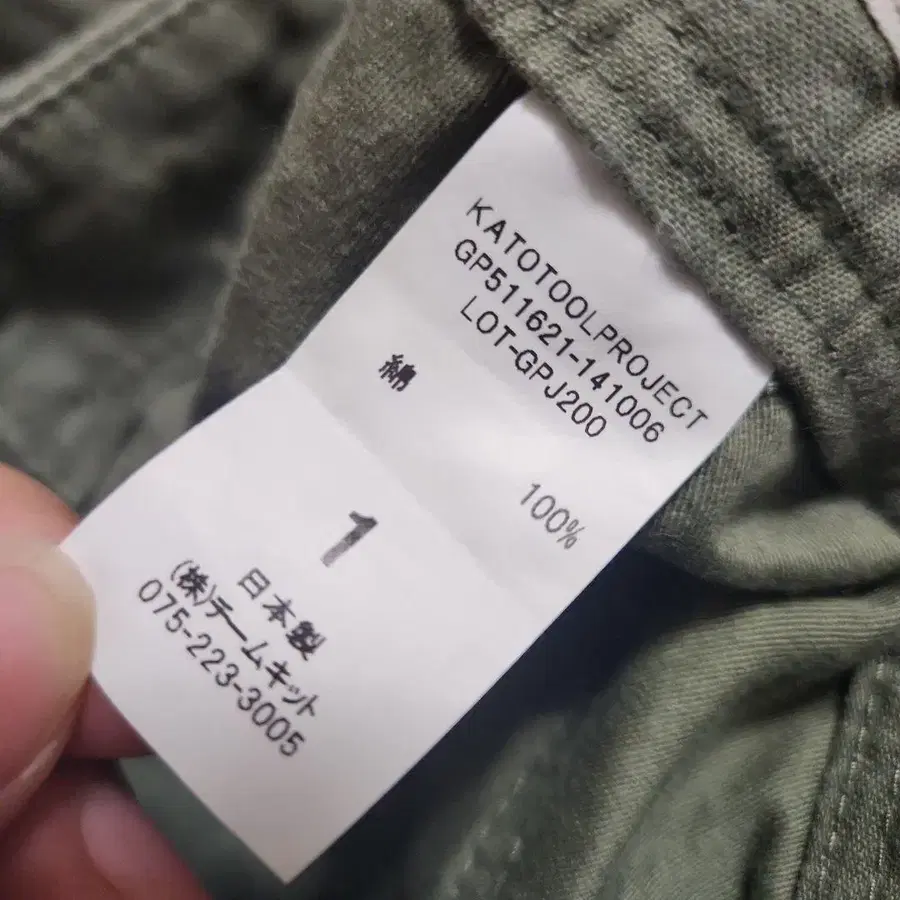 KATOTOOLPROJECT
GP511621-141006
LOT-GPJ200
綿 100%
1
日本製
(株)テームキット
075-223-3005